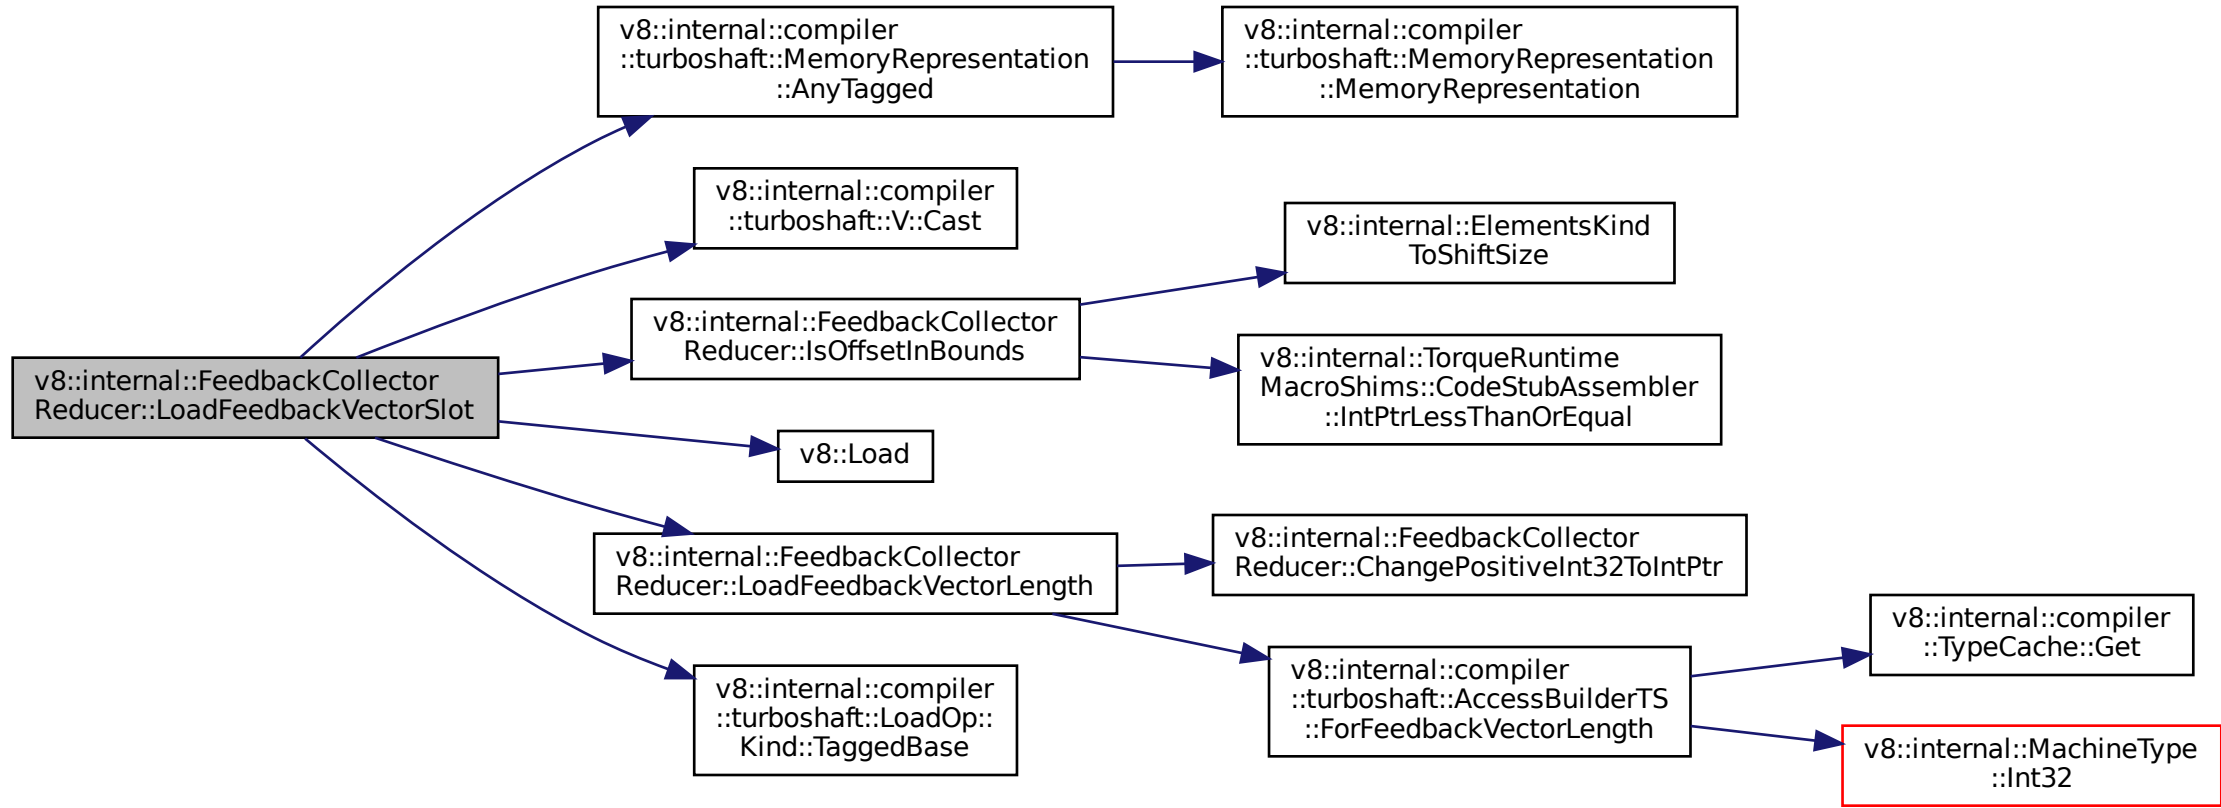 v8::internal::FeedbackCollector
Reducer::LoadFeedbackVectorSlot
v8::internal::compiler
::turboshaft::MemoryRepresentation
::AnyTagged
v8::internal::compiler
::turboshaft::MemoryRepresentation
::MemoryRepresentation
v8::internal::compiler
::turboshaft::V::Cast
v8::internal::FeedbackCollector
Reducer::IsOffsetInBounds
v8::internal::ElementsKind
ToShiftSize
v8::internal::TorqueRuntime
MacroShims::CodeStubAssembler
::IntPtrLessThanOrEqual
v8::Load
v8::internal::FeedbackCollector
Reducer::LoadFeedbackVectorLength
v8::internal::FeedbackCollector
Reducer::ChangePositiveInt32ToIntPtr
v8::internal::compiler
::turboshaft::AccessBuilderTS
::ForFeedbackVectorLength
v8::internal::compiler
::TypeCache::Get
v8::internal::MachineType
::Int32
v8::internal::compiler
::turboshaft::LoadOp::
Kind::TaggedBase